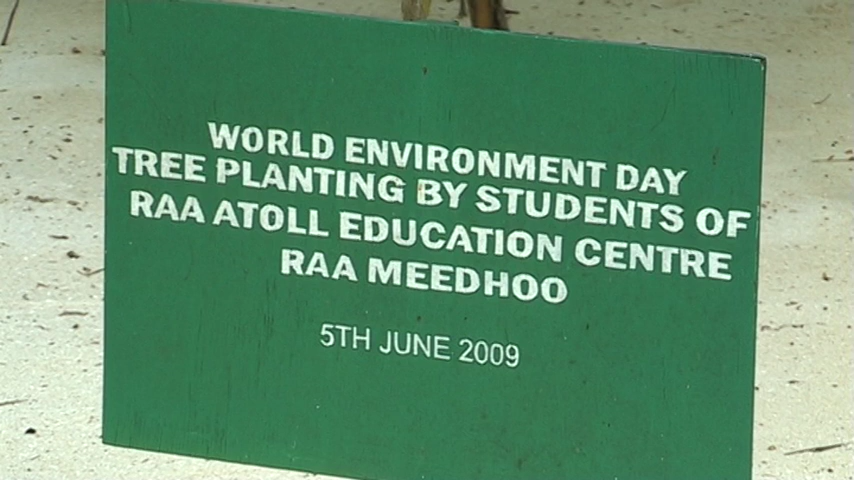 WORLD ENVIRONMENT DAY
TREE PLANTING BY STUDENTS OF
RAA ATOLL EDUCATION CENTRE
RAA MEEDHOO
5TH JUNE 2009